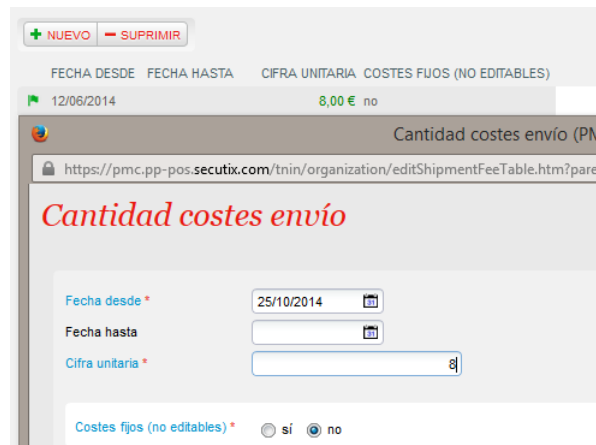 NUEVO SUPRIMIR
FECHA DESDE FECHA HASTA CIFRA UNITARIA COSTES FIJOS (NO EDITABLES)
12/06/2014 8,00 € no
Cantidad costes envío (PM
https://pmc.pp-pos.secutix.com/tnin/organization/editShipmentFeeTable.htm?pare
Cantidad costes envío
Fecha desde * 25/10/2014
Fecha hasta
Cifra unitaria * 8
Costes fijos (no editables) * sí no